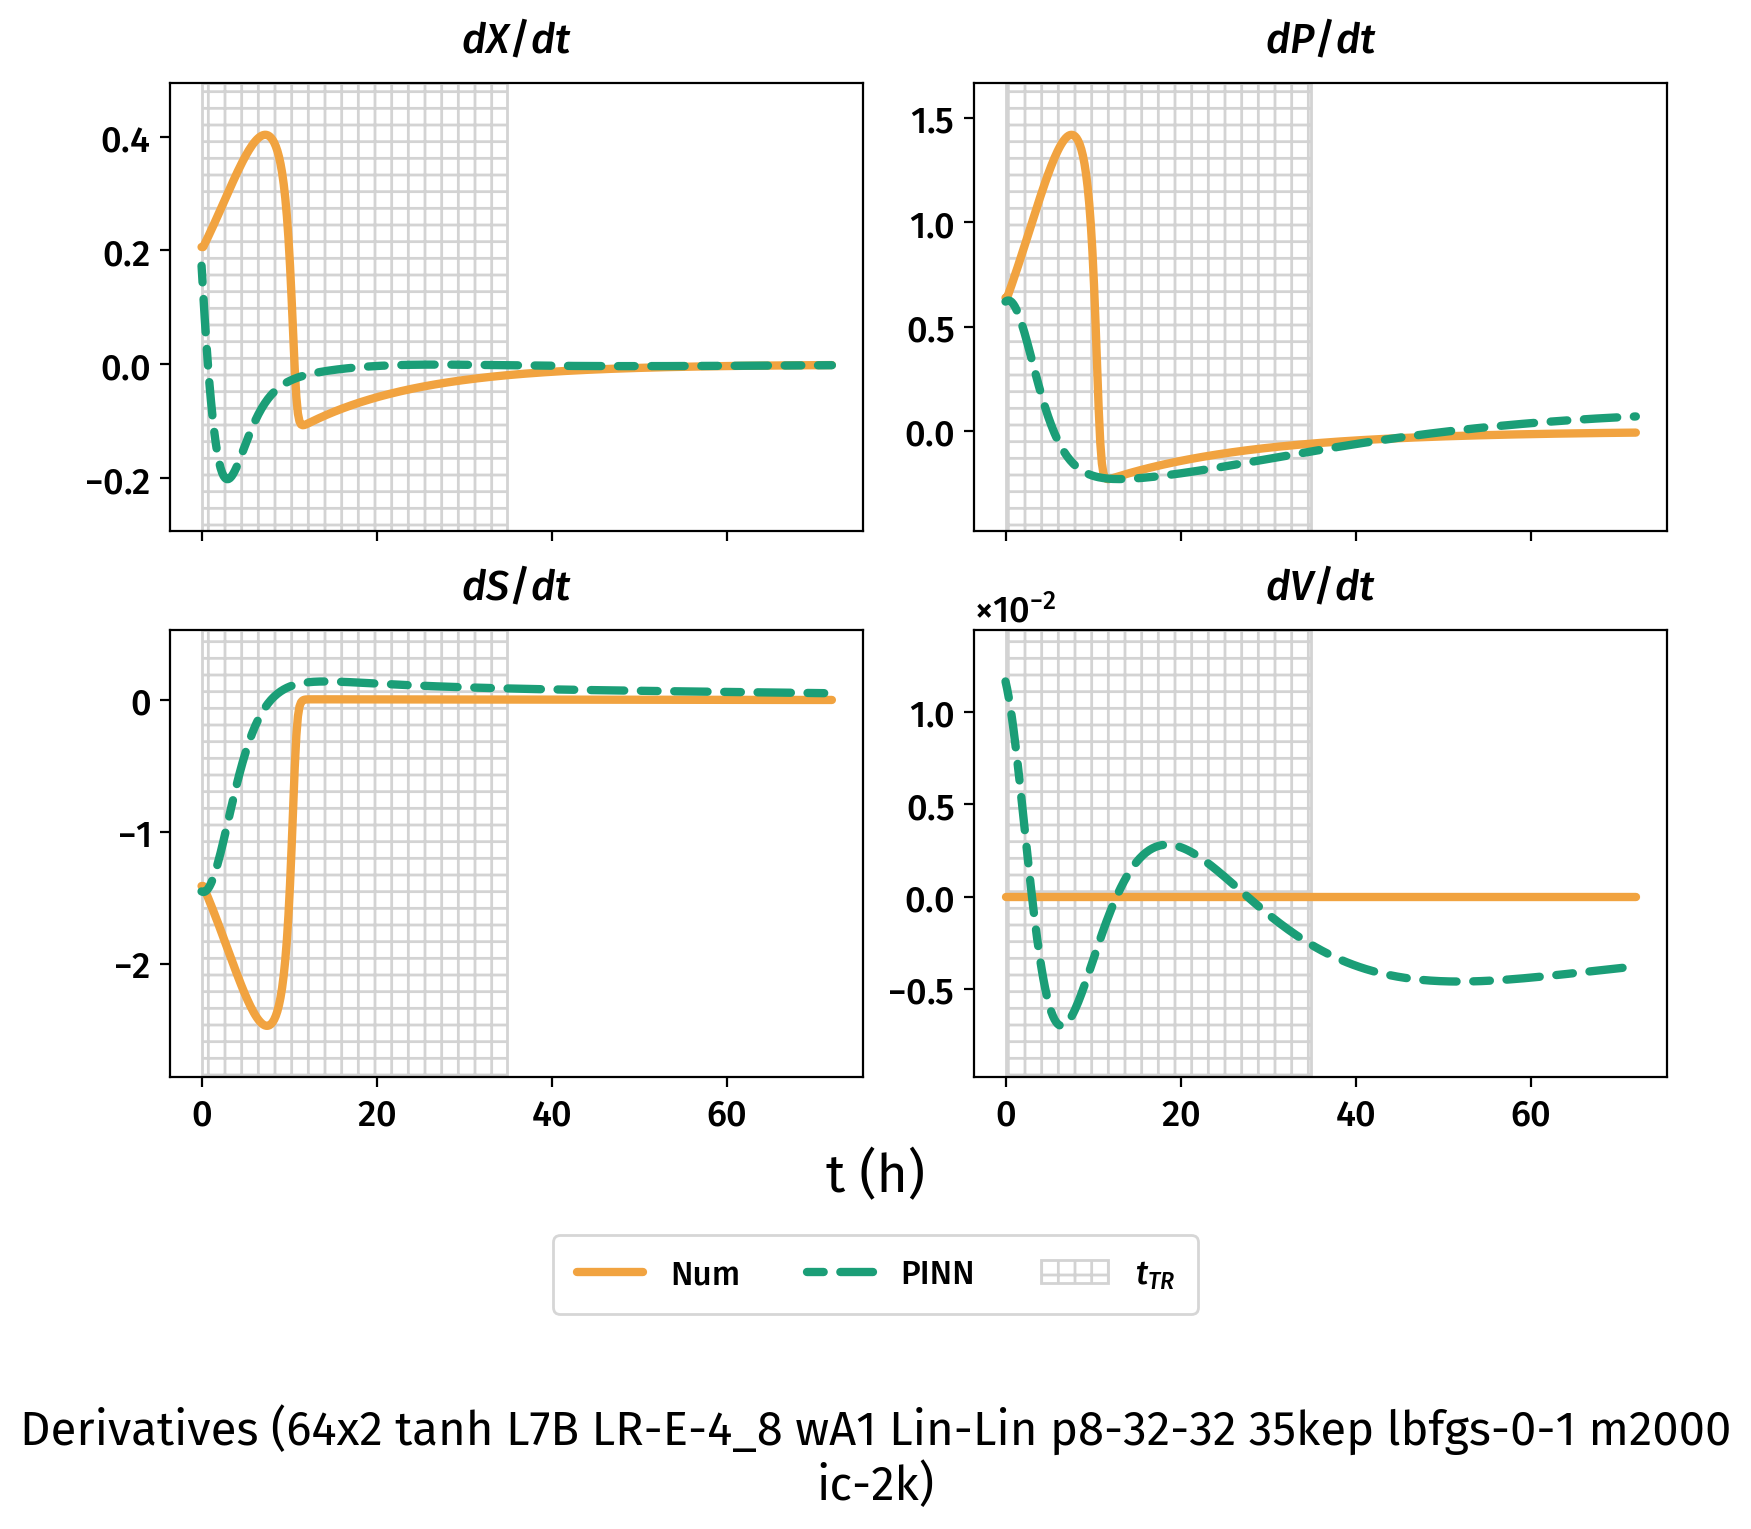 dX/dt
dP/dt
0.4
0.2
0.0
−0.2
1.5
1.0
0.5
0.0
dS/dt
dV/dt
×10⁻²
0
−1
−2
1.0
0.5
0.0
−0.5
0 20 40 60
0 20 40 60
t (h)
Num PINN t_TR
Derivatives (64x2 tanh L7B LR-E-4_8 wA1 Lin-Lin p8-32-32 35kep lbfgs-0-1 m2000
ic-2k)